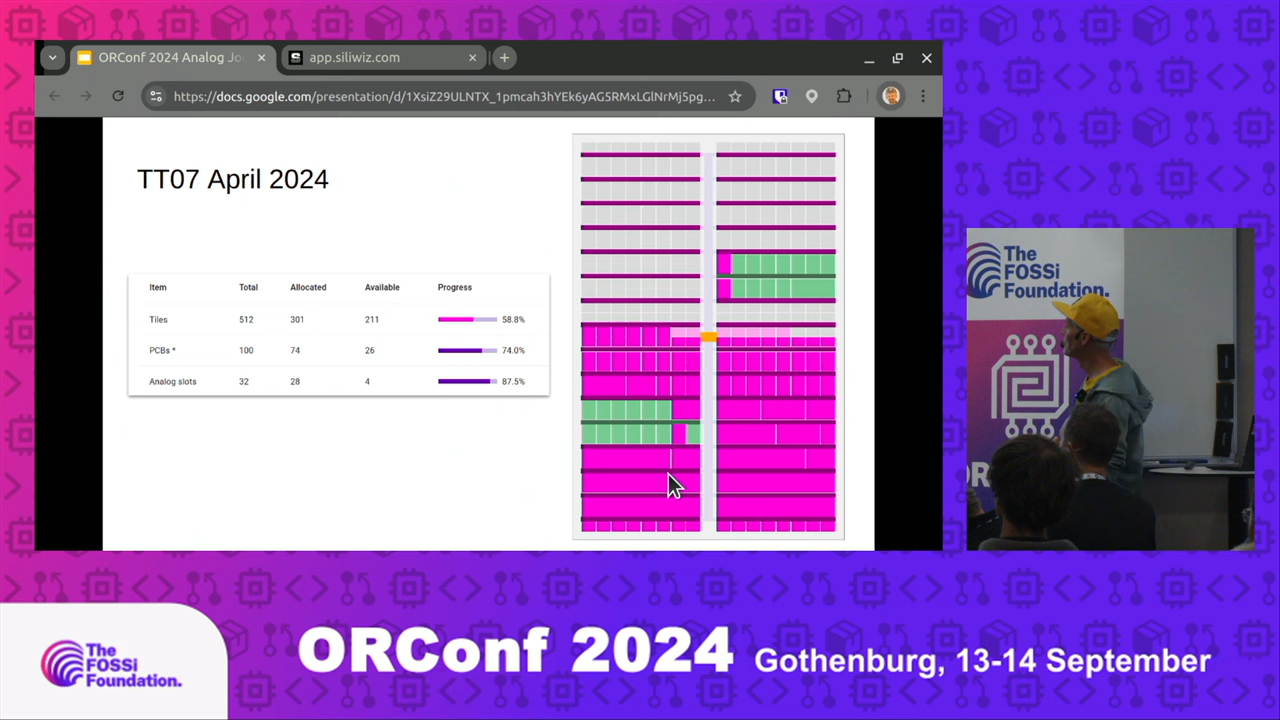 ORConf 2024 Analog Jo
app.siliwiz.com
https://docs.google.com/presentation/d/1XsiZ29ULNTX_1pmcah3hYEk6yAG5RMxLGlNrMj5pg...
TT07 April 2024
Item Total Allocated Available Progress
Tiles 512 301 211 58.8%
PCBs * 100 74 26 74.0%
Analog slots 32 28 4 87.5%
The
FOSSi
Foundation.
The
FOSSi
Foundation.
ORConf 2024 Gothenburg, 13-14 September